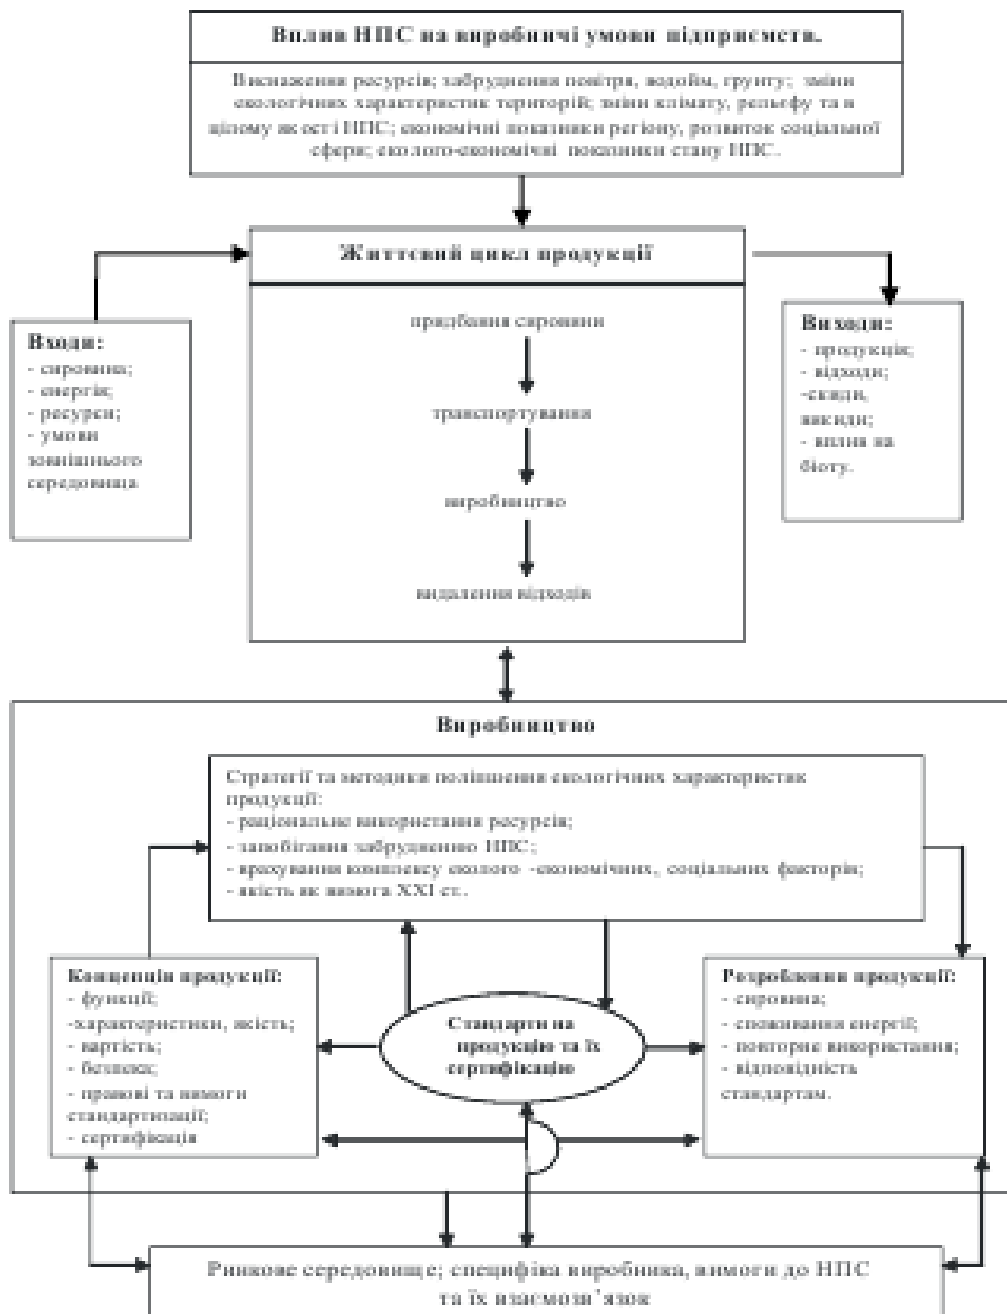 Вплив НПС на виробничі умови підприємств.
Виснаження ресурсів; забруднення повітря, водойм, ґрунту; зміни
екологічних характеристик територій; зміни клімату, рельєфу та в
цілому якості НПС; економічні показники регіону, розвиток соціальної
сфери; еколого-економічні показники стану НПС.
Життєвий цикл продукції
придбання сировини
транспортування
виробництво
видалення відходів
Входи:
- сировина;
- енергія;
- ресурси;
- умови
зовнішнього
середовища
Виходи:
- продукція;
- відходи;
-скиди,
викиди;
- вплив на
біоту.
Виробництво
Стратегії та методики поліпшення екологічних характеристик
продукції:
- раціональне використання ресурсів;
- запобігання забрудненню НПС;
- врахування комплексу еколого -економічних, соціальних факторів;
- якість як вимога XXI ст..
Концепція продукції:
- функції;
-характеристики, якість;
- вартість;
- безпека;
- правові та вимоги
стандартизації;
- сертифікація
Стандарти на
продукцію та їх
сертифікацію
Розроблення продукції:
- сировина;
- споживання енергії;
- повторне використання;
- відповідність
стандартам.
Ринкове середовище; специфіка виробника, вимоги до НПС
та їх взаємозв'язок